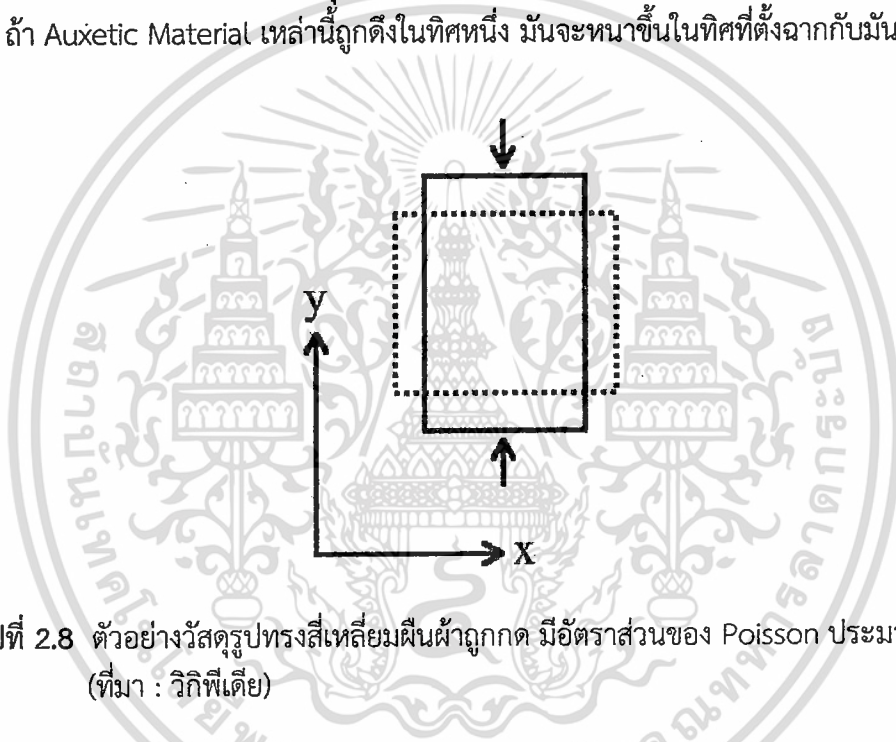 ถ้า Auxetic Material เหล่านี้ถูกดึงในทิศหนึ่ง มันจะหนาขึ้นในทิศที่ตั้งฉากกับมัน
y
x
ที่ 2.8 ตัวอย่างวัสดุรูปทรงสี่เหลี่ยมผืนผ้าถูกกด มีอัตราส่วนของ Poisson
(ที่มา : วิกิพีเดีย)